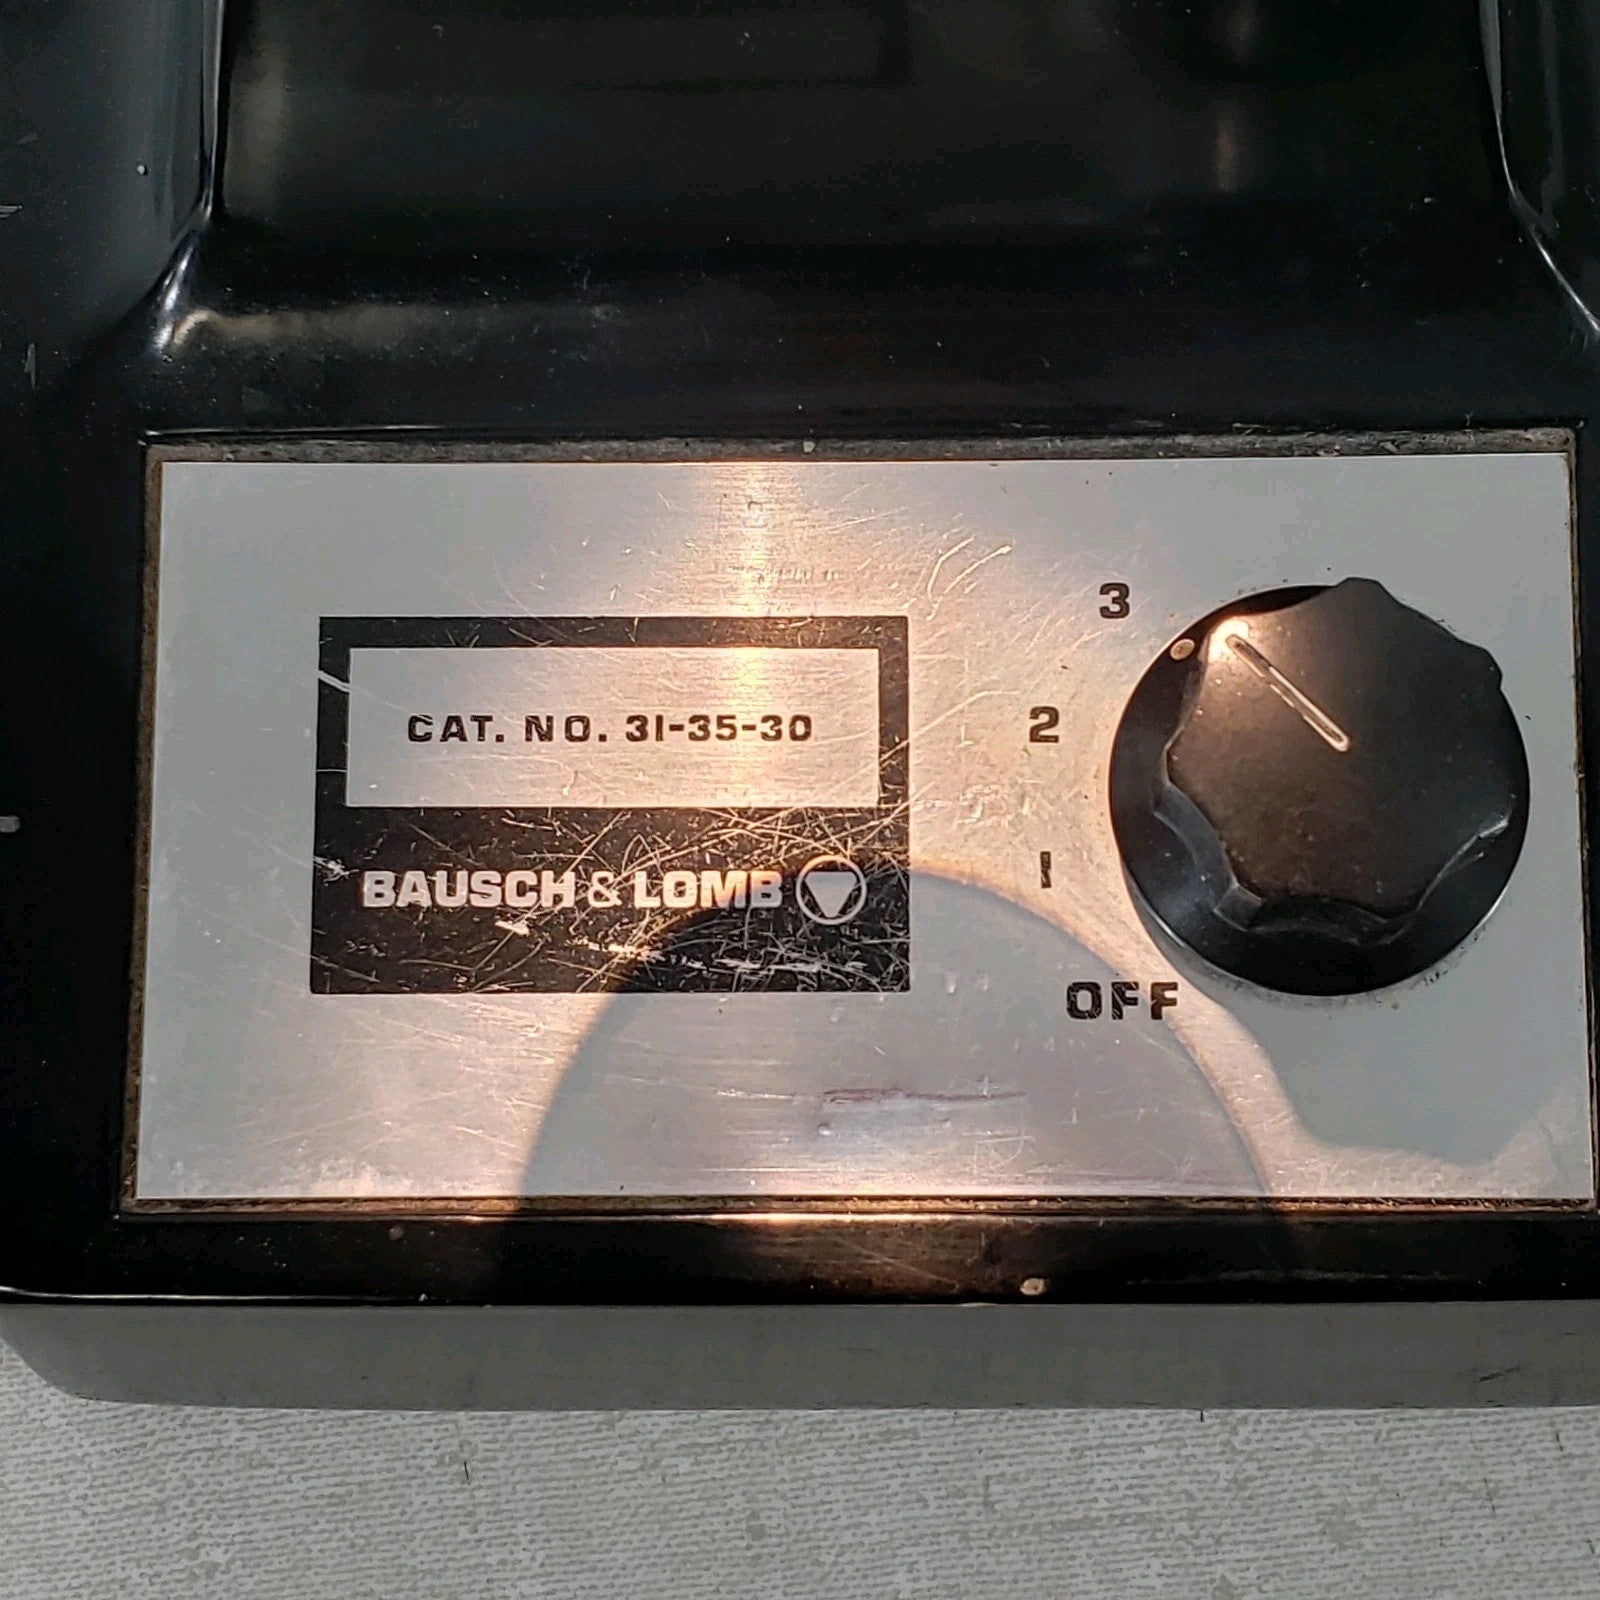 CAT. NO. 31-35-30
BAUSCH & LOMB
3
2
1
OFF